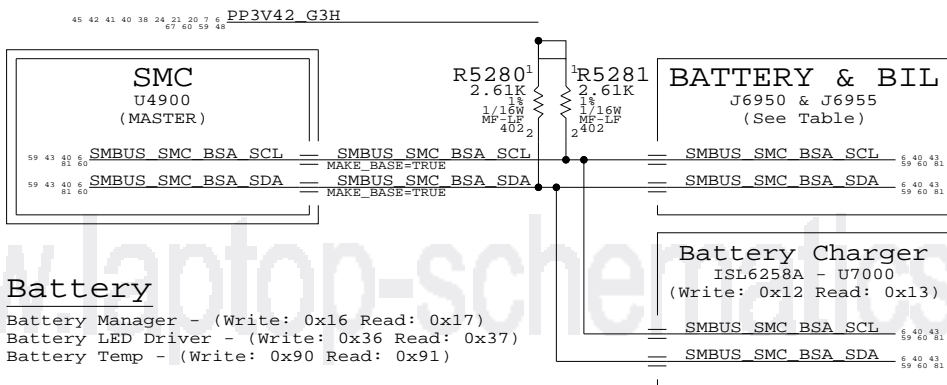 45 42 41 40 38 24 21 20 7 6 PP3V42_G3H
67 60 59 48
SMC
U4900
(MASTER)
59 43 40 6 SMBUS_SMC_BSA_SCL
81 60
59 43 40 6 SMBUS_SMC_BSA_SDA
81 60
SMBUS_SMC_BSA_SCL
MAKE_BASE=TRUE
SMBUS_SMC_BSA_SDA
MAKE_BASE=TRUE
R5280 1
2.61K
1%
1/16W
MF-LF
402 2
1 R5281
2.61K
1%
1/16W
MF-LF
2 402
BATTERY & BIL
J6950 & J6955
(See Table)
SMBUS_SMC_BSA_SCL 6 40 43
59 60 81
SMBUS_SMC_BSA_SDA 6 40 43
59 60 81
Battery Charger
ISL6258A - U7000
(Write: 0x12 Read: 0x13)
SMBUS_SMC_BSA_SCL 6 40 43
59 60 81
SMBUS_SMC_BSA_SDA 6 40 43
59 60 81
Battery
Battery Manager - (Write: 0x16 Read: 0x17)
Battery LED Driver - (Write: 0x36 Read: 0x37)
Battery Temp - (Write: 0x90 Read: 0x91)
w.laptop-schematics